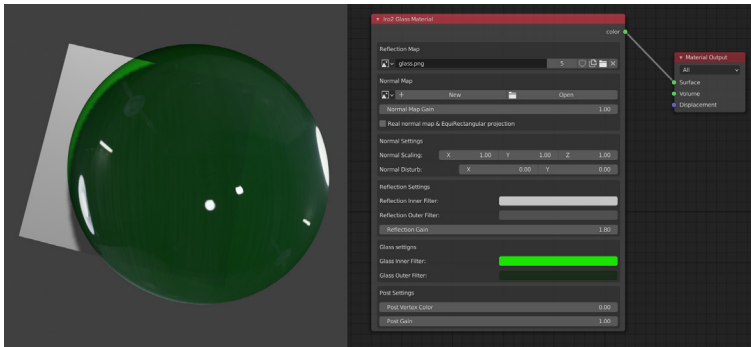 Iro2 Glass Material
color
Reflection Map
glass.png 5
Normal Map
+ New Open
Normal Map Gain 1.00
Real normal map & EquiRectangular projection
Normal Settings
Normal Scaling: X 1.00 Y 1.00 Z 1.00
Normal Disturb: X 0.00 Y 0.00
Reflection Settings
Reflection Inner Filter:
Reflection Outer Filter:
Reflection Gain 1.80
Glass settigns
Glass Inner Filter:
Glass Outer Filter:
Post Settings
Post Vertex Color 0.00
Post Gain 1.00
Material Output
All
Surface
Volume
Displacement